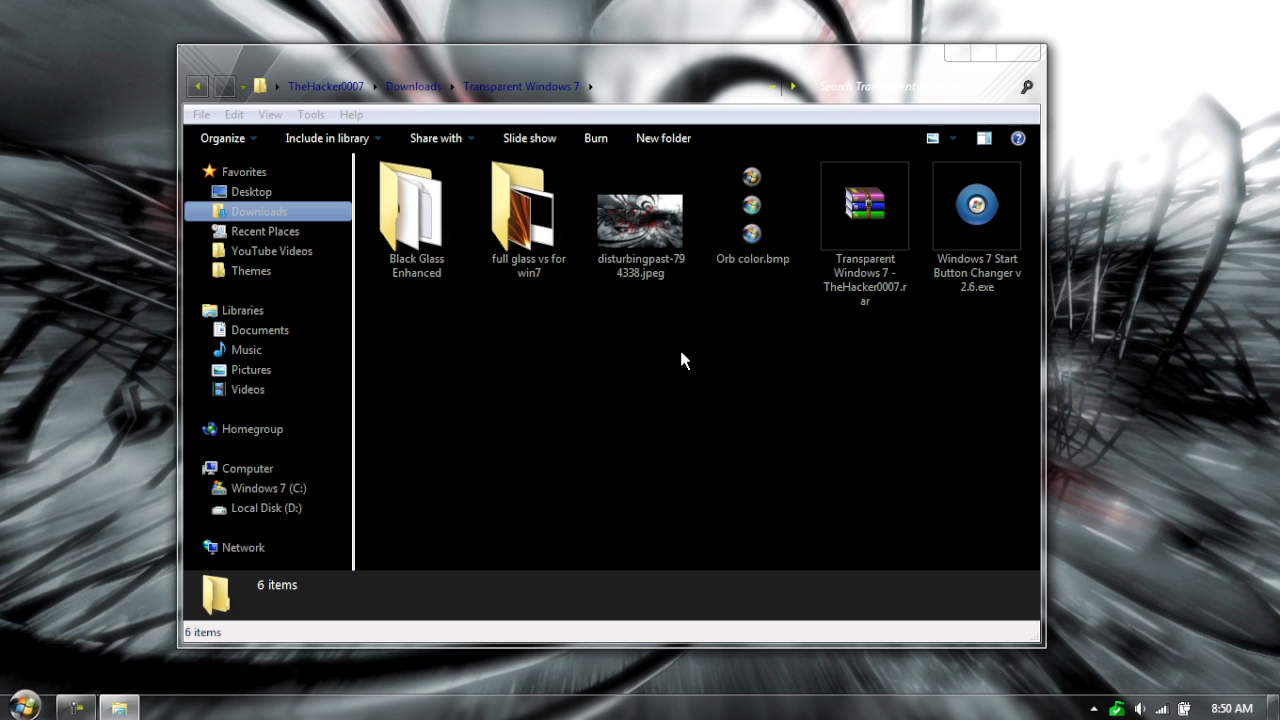 TheHacker0007 Downloads Transparent Windows 7
Search Transparent
File Edit View Tools Help
Organize Include in library Share with Slide show Burn New folder
Favorites
Desktop
Downloads
Recent Places
YouTube Videos
Themes
Libraries
Documents
Music
Pictures
Videos
Homegroup
Computer
Windows 7 (C:)
Local Disk (D:)
Network
Black Glass
Enhanced
full glass vs for
win7
disturbingpast-79
4338.jpeg
Orb color.bmp
Transparent
Windows 7 -
TheHacker0007.r
ar
Windows 7 Start
Button Changer v
2.6.exe
6 items
6 items
8:50 AM